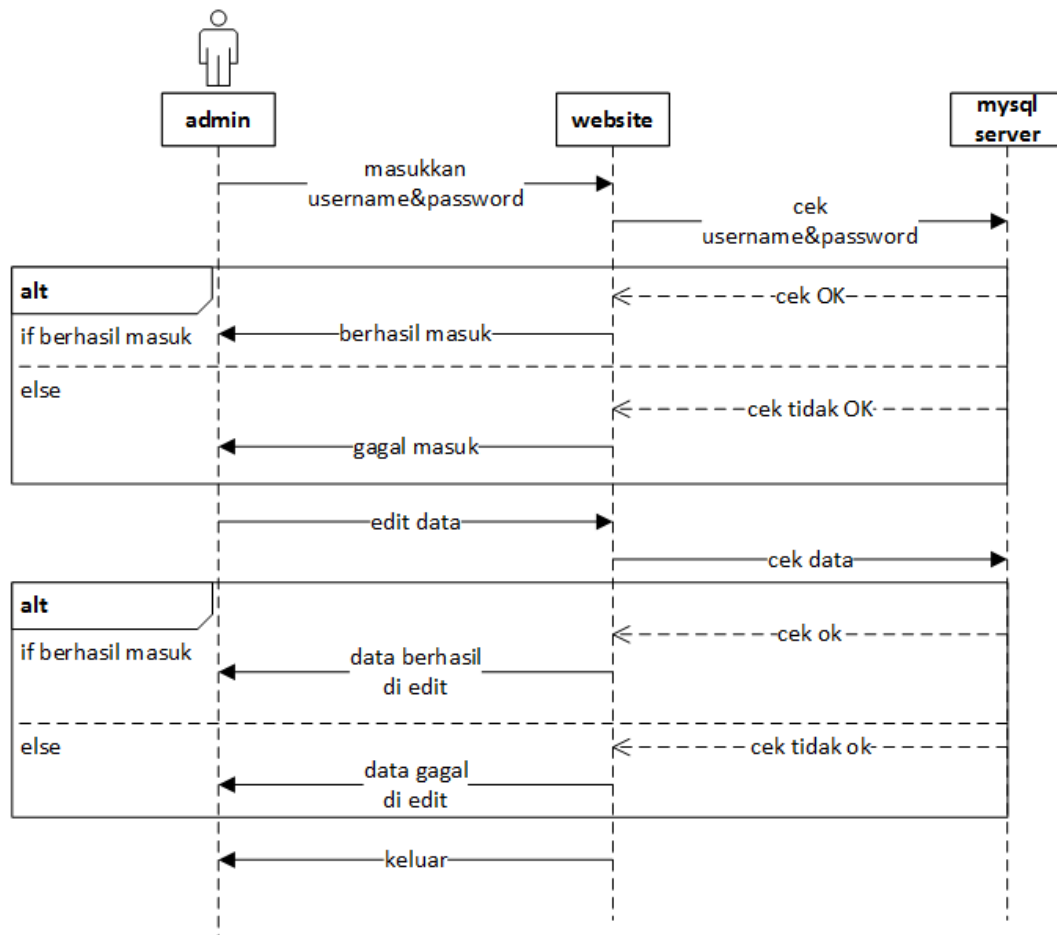 admin
website
mysql
server
masukkan
username&password
cek
username&password
alt
cek OK
if berhasil masuk
berhasil masuk
else
cek tidak OK
gagal masuk
edit data
cek data
alt
cek ok
if berhasil masuk
data berhasil
di edit
else
cek tidak ok
data gagal
di edit
keluar